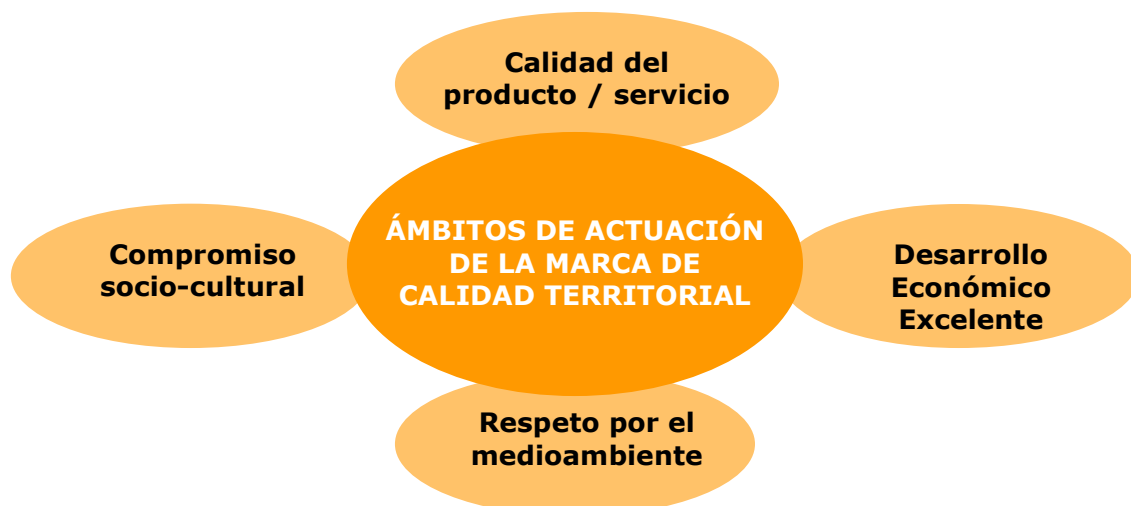 Calidad del
producto / servicio
ÁMBITOS DE ACTUACIÓN
DE LA MARCA DE
CALIDAD TERRITORIAL
Compromiso
socio-cultural
Desarrollo
Económico
Excelente
Respeto por el
medioambiente